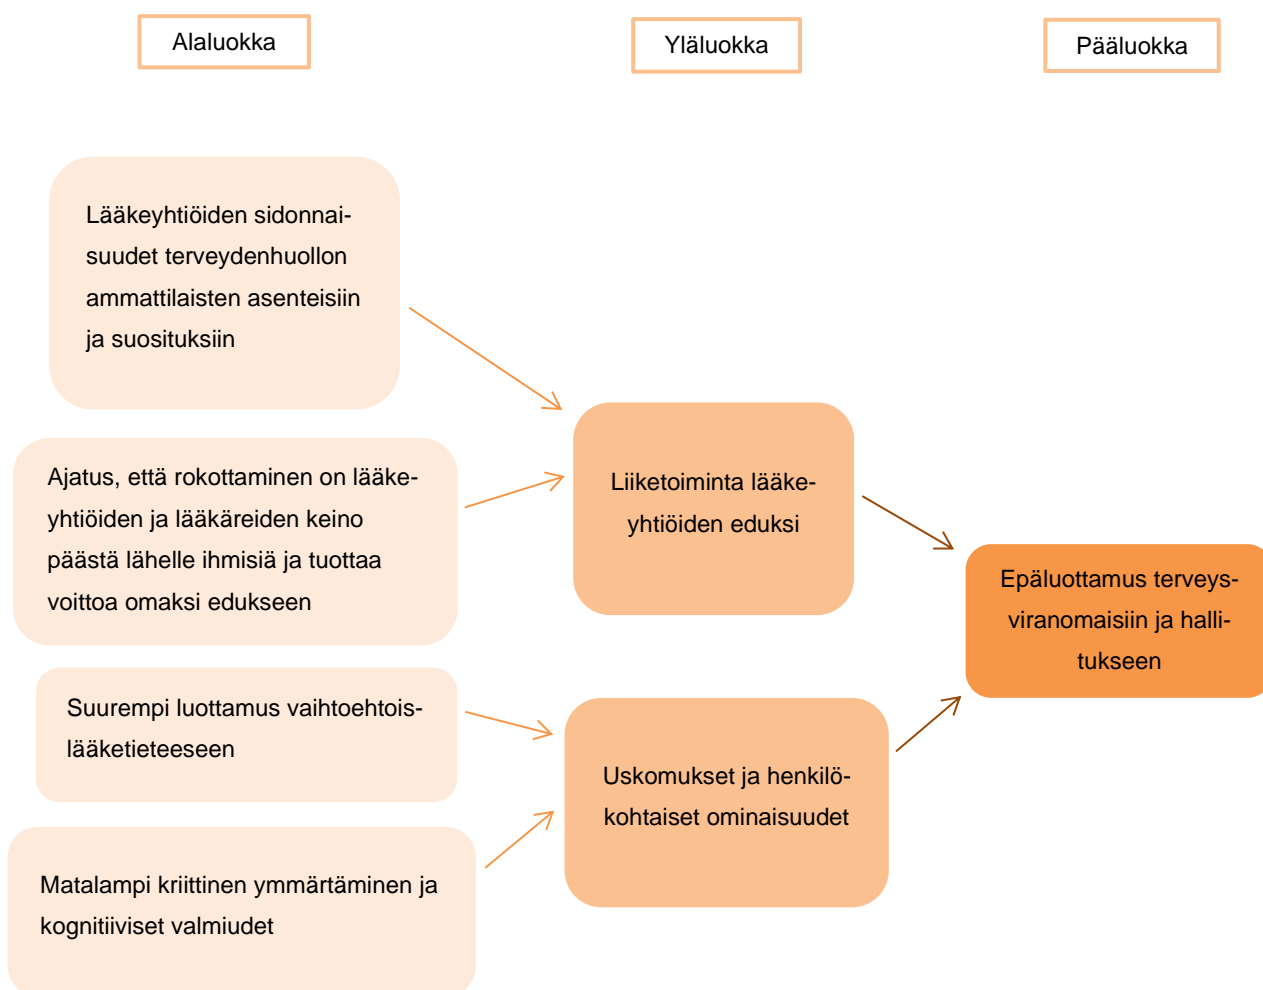 Alaluokka
Yläluokka
Pääluokka
Lääkeyhtiöiden sidonnai-
suudet terveydenhuollon
ammattilaisten asenteisiin
ja suosituksiin
Ajatus, että rokottaminen on lääke-
yhtiöiden ja lääkäreiden keino
päästä lähelle ihmisiä ja tuottaa
voittoa omaksi edukseen
Suurempi luottamus vaihtoehtois-
lääketieteeseen
Matalampi kriittinen ymmärtäminen ja
kognitiiviset valmiudet
Liiketoiminta lääke-
yhtiöiden eduksi
Uskomukset ja henkilö-
kohtaiset ominaisuudet
Epäluottamus terveys-
viranomaisiin ja halli-
tukseen